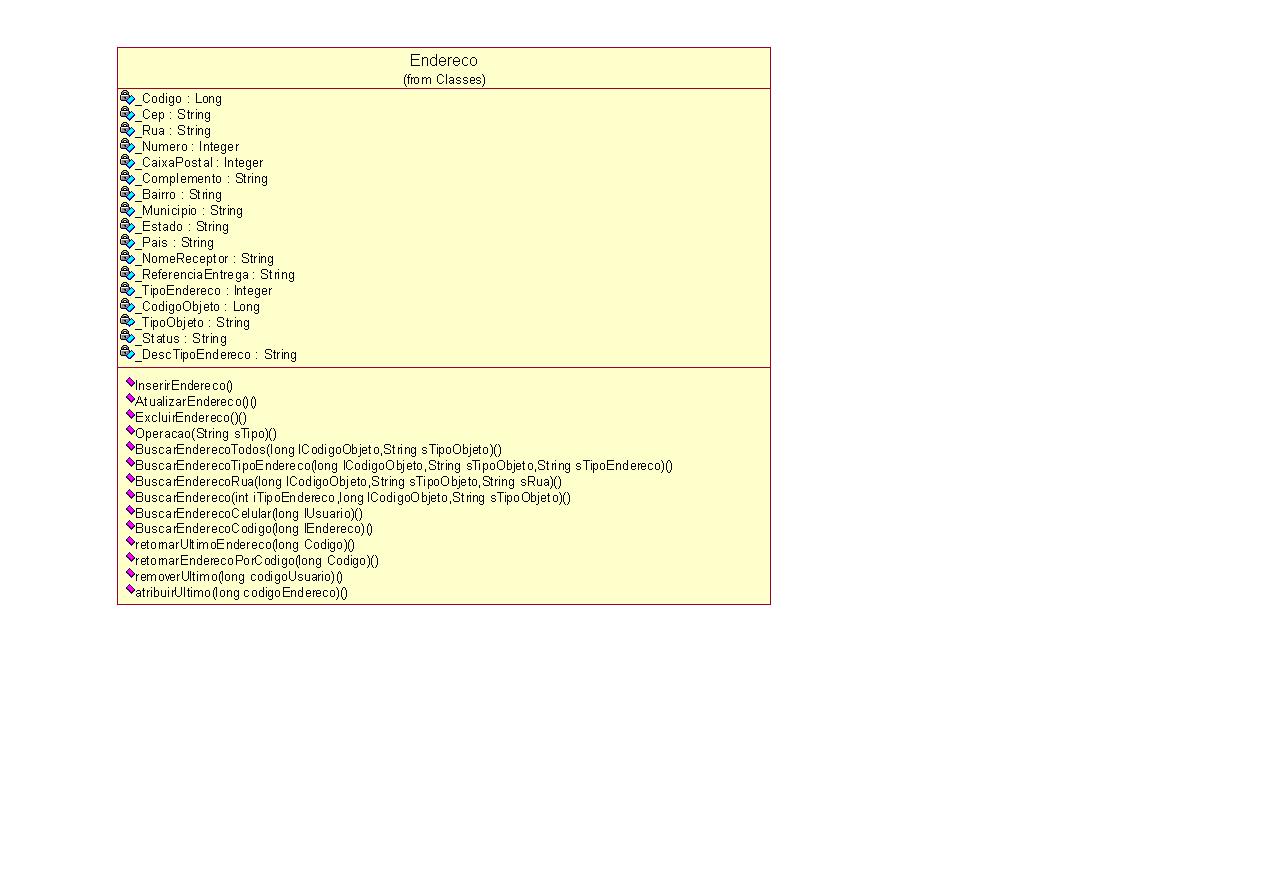 Endereco
(from Classes)
_Codigo : Long
_Cep : String
_Rua : String
_Numero : Integer
_CaixaPostal : Integer
_Complemento : String
_Bairro : String
_Municipio : String
_Estado : String
_Pais : String
_NomeReceptor : String
_ReferenciaEntrega : String
_TipoEndereco : Integer
_CodigoObjeto : Long
_TipoObjeto : String
_Status : String
_DescTipoEndereco : String
InserirEndereco()
AtualizarEndereco()()
ExcluirEndereco()()
Operacao(String sTipo)()
BuscarEnderecoTodos(long lCodigoObjeto,String sTipoObjeto)()
BuscarEnderecoTipoEndereco(long lCodigoObjeto,String sTipoObjeto,String sTipoEndereco)()
BuscarEnderecoRua(long lCodigoObjeto,String sTipoObjeto,String sRua)()
BuscarEndereco(int iTipoEndereco,long lCodigoObjeto,String sTipoObjeto)()
BuscarEnderecoCelular(long lUsuario)()
BuscarEnderecoCodigo(long lEndereco)()
retornarUltimoEndereco(long Codigo)()
retornarEnderecoPorCodigo(long Codigo)()
removerUltimo(long codigoUsuario)()
atribuirUltimo(long codigoEndereco)()